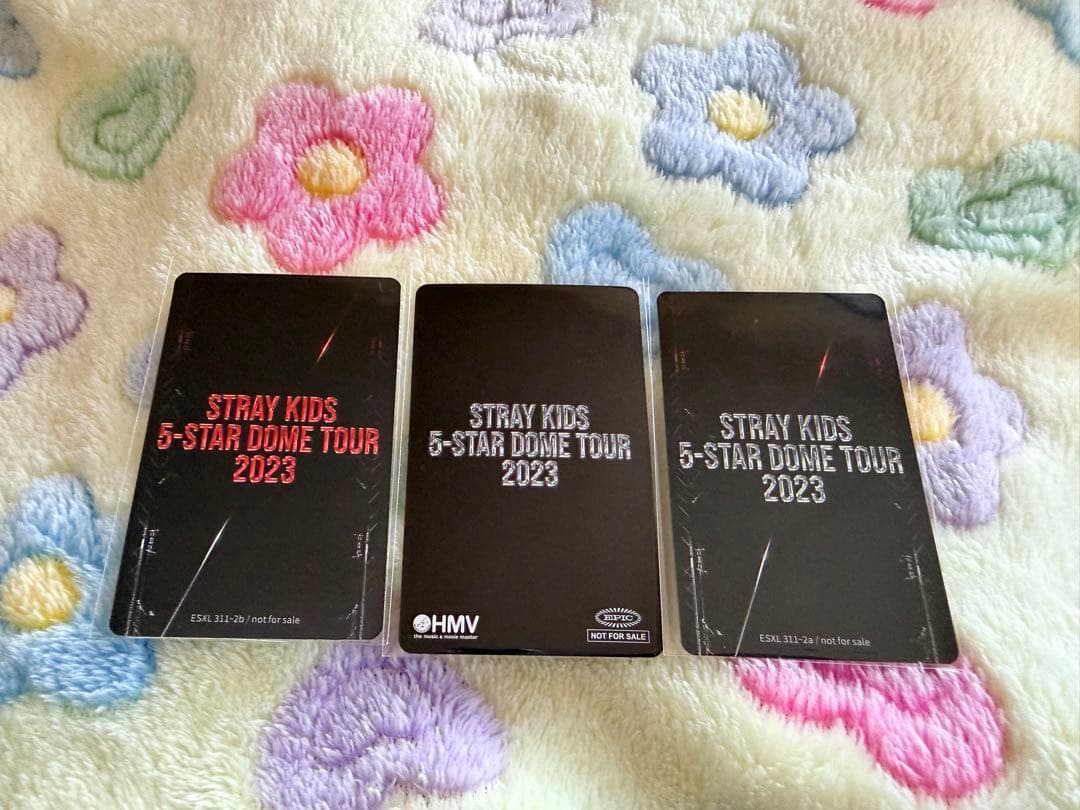 STRAY KIDS
5-STAR DOME TOUR
2023
ESXL 311-2b / not for sale
STRAY KIDS
5-STAR DOME TOUR
2023
HMV
the music & movie master
EPIC
NOT FOR SALE
STRAY KIDS
5-STAR DOME TOUR
2023
ESXL 311-2a / not for sale